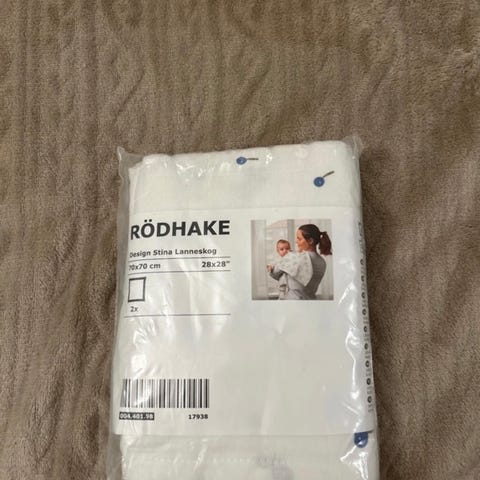 RÖDHAKE
Design Stina Lanneskog
70x70 cm 28x28"
2x
004.401.98 17938